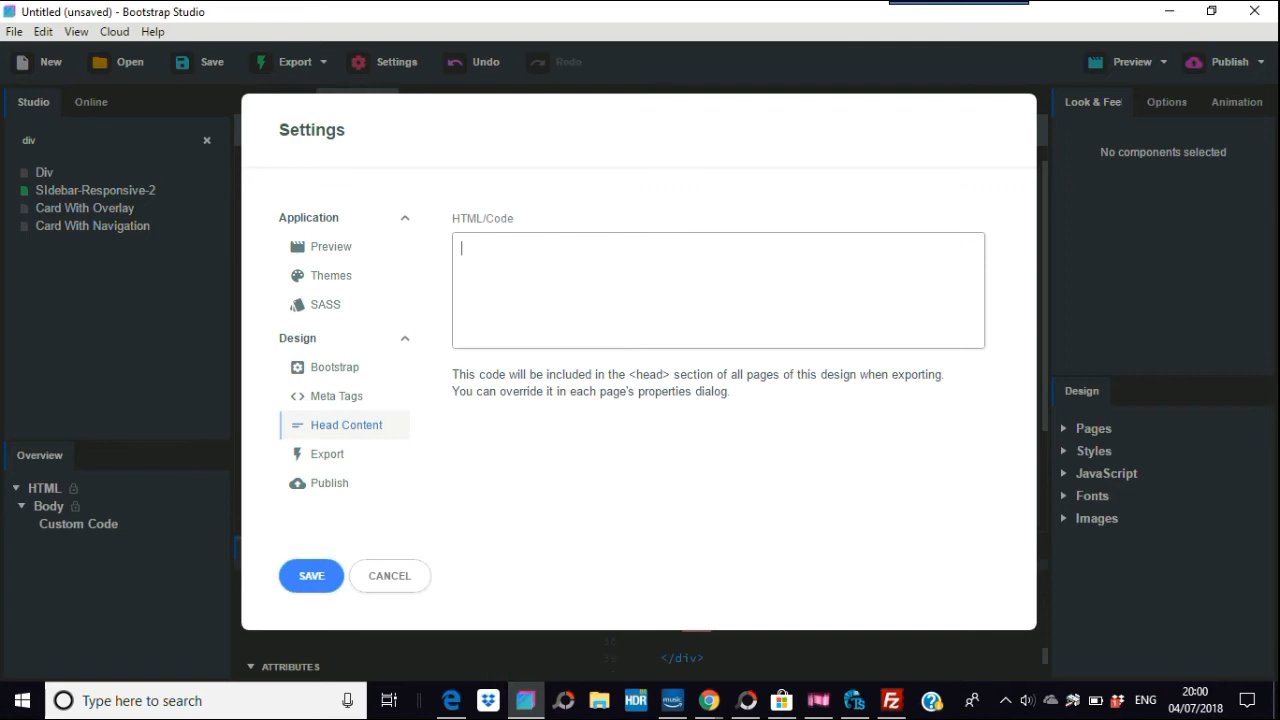 Untitled (unsaved) - Bootstrap Studio
File Edit View Cloud Help
New Open Save Export Settings Undo Redo Preview Publish
Studio Online
Look & Fee Options Animation
div
Div
SIdebar-Responsive-2
Card With Overlay
Card With Navigation
No components selected
Settings
Application
Preview
Themes
SASS
Design
Bootstrap
Meta Tags
Head Content
Export
Publish
HTML/Code
This code will be included in the <head> section of all pages of this design when exporting.
You can override it in each page's properties dialog.
SAVE CANCEL
Overview
HTML
Body
Custom Code
Design
Pages
Styles
JavaScript
Fonts
Images
ATTRIBUTES
</div>
Type here to search
HDR
music
ENG
20:00
04/07/2018